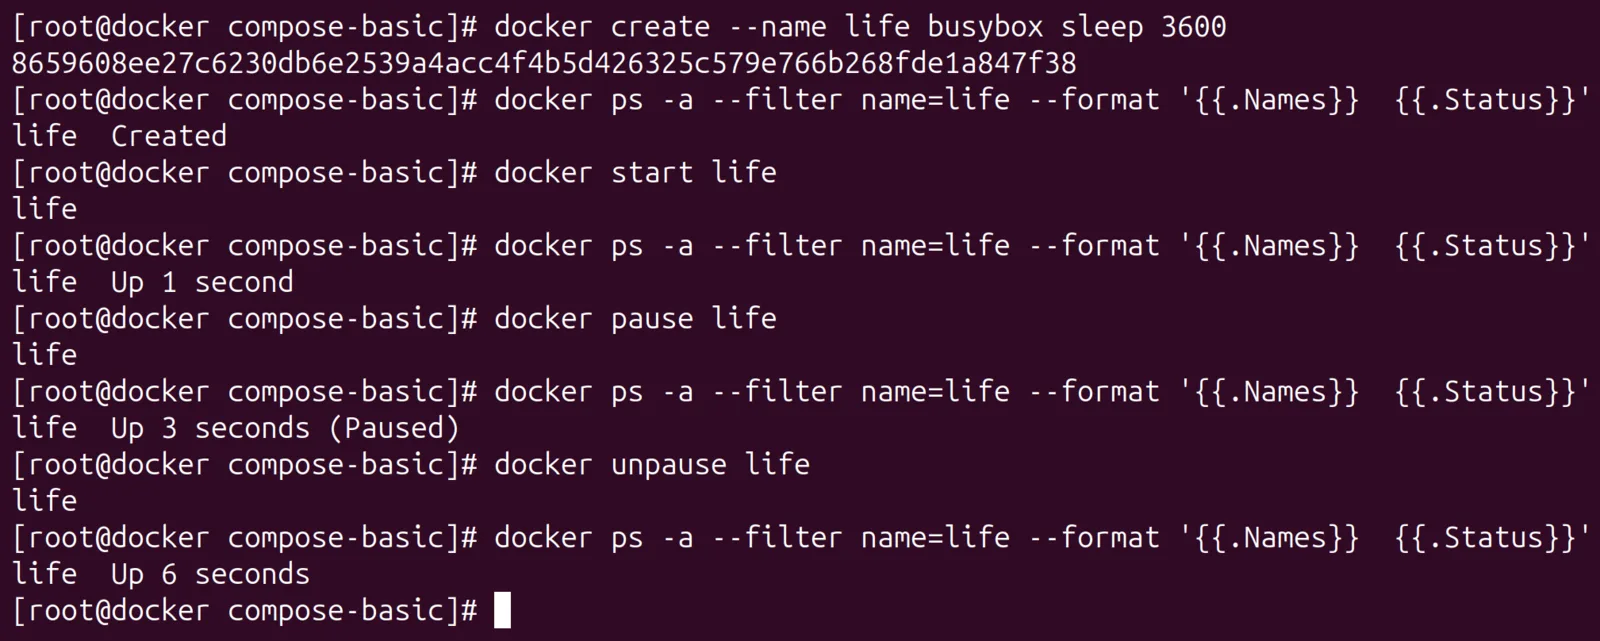 [root@docker compose-basic]# docker create --name life busybox sleep 3600
8659608ee27c6230db6e2539a4acc4f4b5d426325c579e766b268fde1a847f38
[root@docker compose-basic]# docker ps -a --filter name=life --format '{{.Names}}  {{.Status}}'
life  Created
[root@docker compose-basic]# docker start life
life
[root@docker compose-basic]# docker ps -a --filter name=life --format '{{.Names}}  {{.Status}}'
life  Up 1 second
[root@docker compose-basic]# docker pause life
life
[root@docker compose-basic]# docker ps -a --filter name=life --format '{{.Names}}  {{.Status}}'
life  Up 3 seconds (Paused)
[root@docker compose-basic]# docker unpause life
life
[root@docker compose-basic]# docker ps -a --filter name=life --format '{{.Names}}  {{.Status}}'
life  Up 6 seconds
[root@docker compose-basic]#